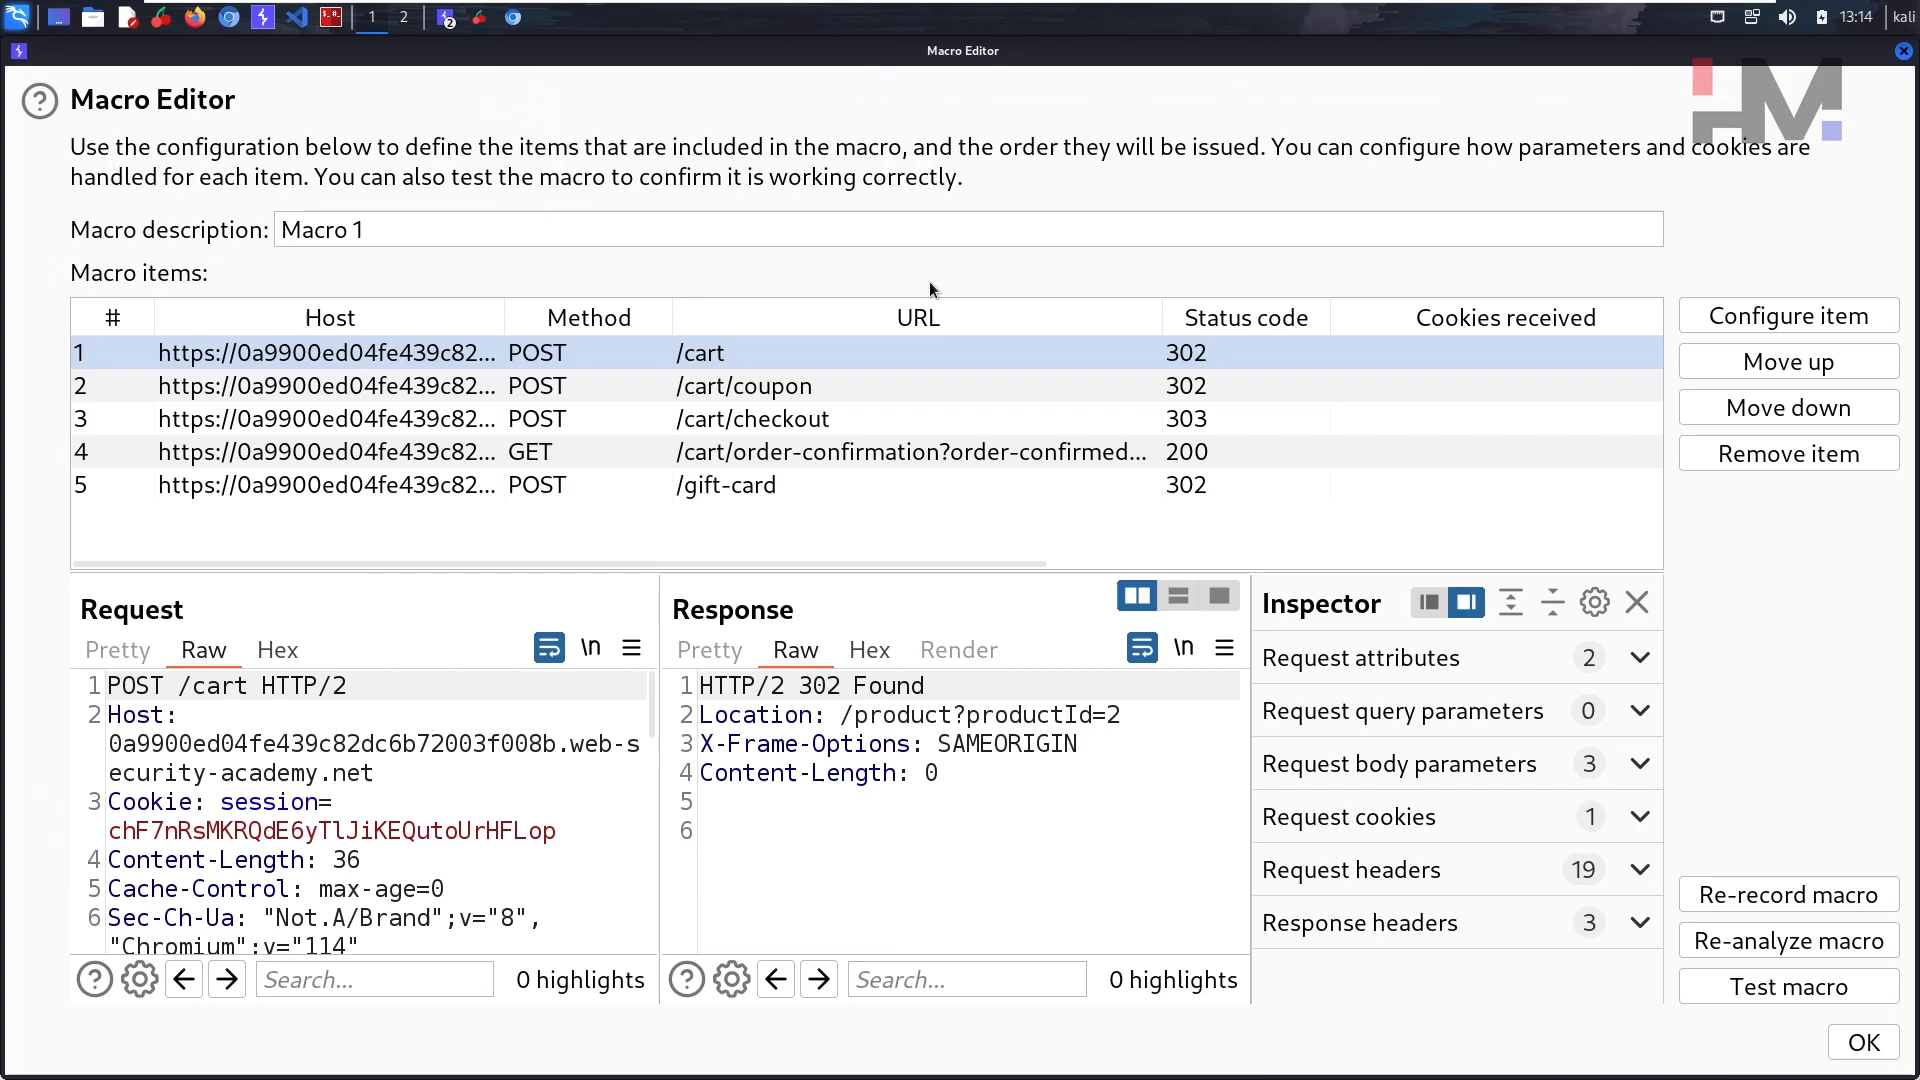 1 2 2 13:14 kali
Macro Editor
HM
Macro Editor
Use the configuration below to define the items that are included in the macro, and the order they will be issued. You can configure how parameters and cookies are
handled for each item. You can also test the macro to confirm it is working correctly.
Macro description: Macro 1
Macro items:
# Host Method URL Status code Cookies received
1 https://0a9900ed04fe439c82... POST /cart 302
2 https://0a9900ed04fe439c82... POST /cart/coupon 302
3 https://0a9900ed04fe439c82... POST /cart/checkout 303
4 https://0a9900ed04fe439c82... GET /cart/order-confirmation?order-confirmed... 200
5 https://0a9900ed04fe439c82... POST /gift-card 302
Configure item
Move up
Move down
Remove item
Request
Pretty Raw Hex \n
1 POST /cart HTTP/2
2 Host:
0a9900ed04fe439c82dc6b72003f008b.web-s
ecurity-academy.net
3 Cookie: session=
chF7nRsMKRQdE6yTlJiKEQutoUrHFLop
4 Content-Length: 36
5 Cache-Control: max-age=0
6 Sec-Ch-Ua: "Not.A/Brand";v="8",
"Chromium";v="114"
Search... 0 highlights
Response
Pretty Raw Hex Render \n
1 HTTP/2 302 Found
2 Location: /product?productId=2
3 X-Frame-Options: SAMEORIGIN
4 Content-Length: 0
5
6
Search... 0 highlights
Inspector
Request attributes 2
Request query parameters 0
Request body parameters 3
Request cookies 1
Request headers 19
Response headers 3
Re-record macro
Re-analyze macro
Test macro
OK